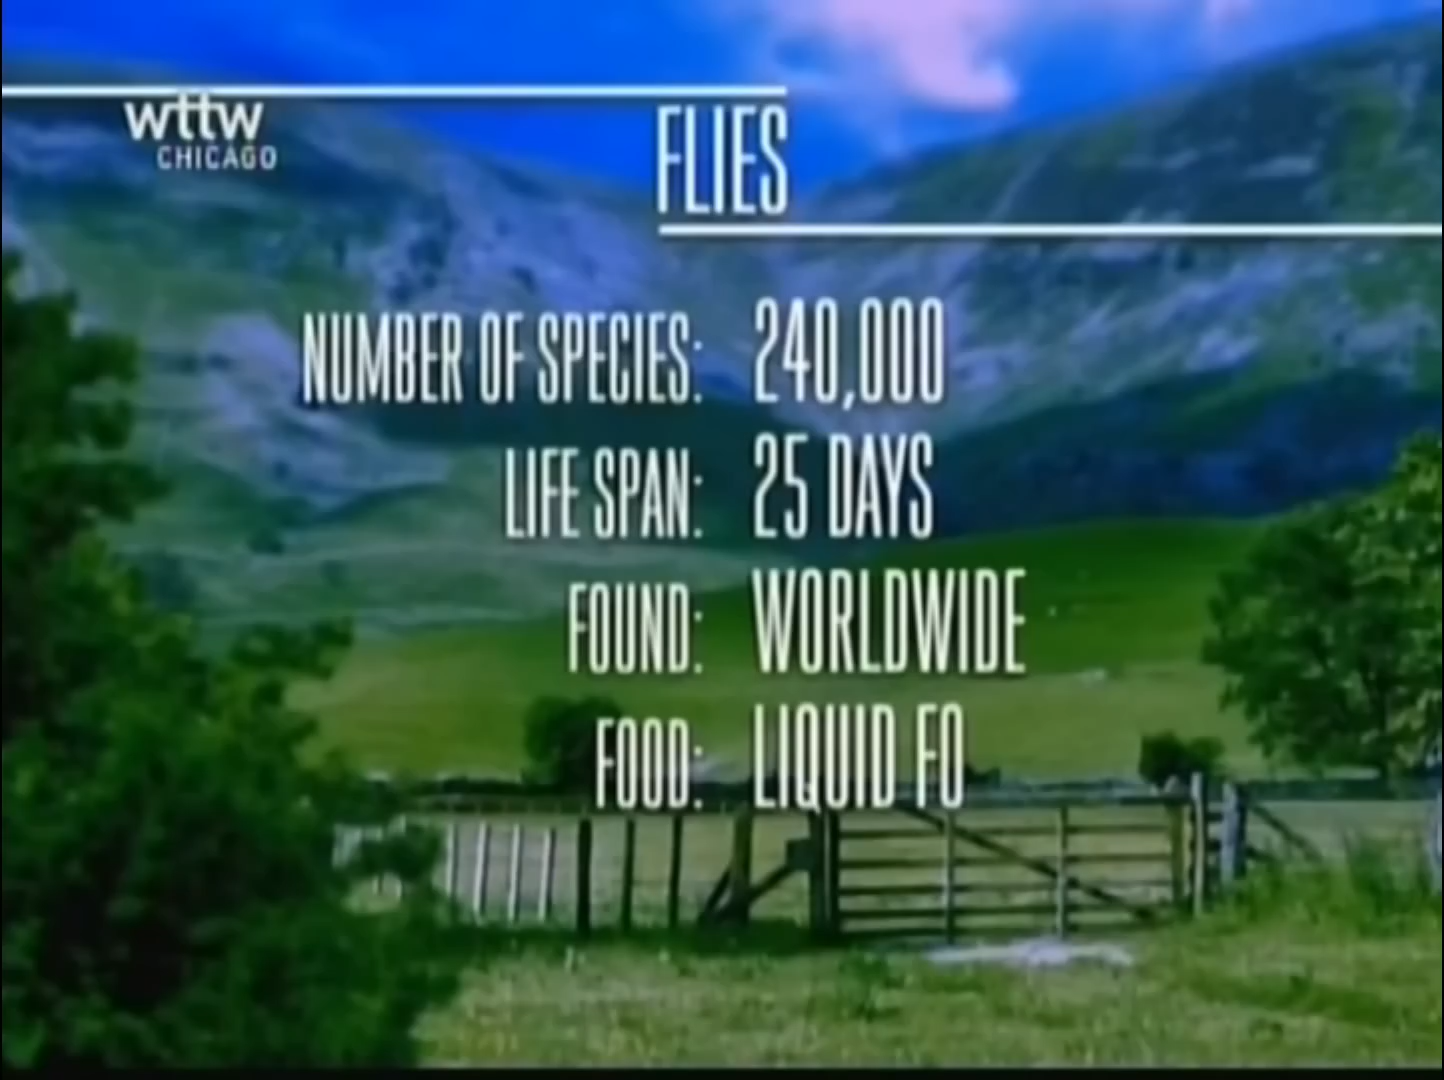 wttw
CHICAGO
FLIES
NUMBER OF SPECIES: 240,000
LIFE SPAN: 25 DAYS
FOUND: WORLDWIDE
FOOD: LIQUID FO